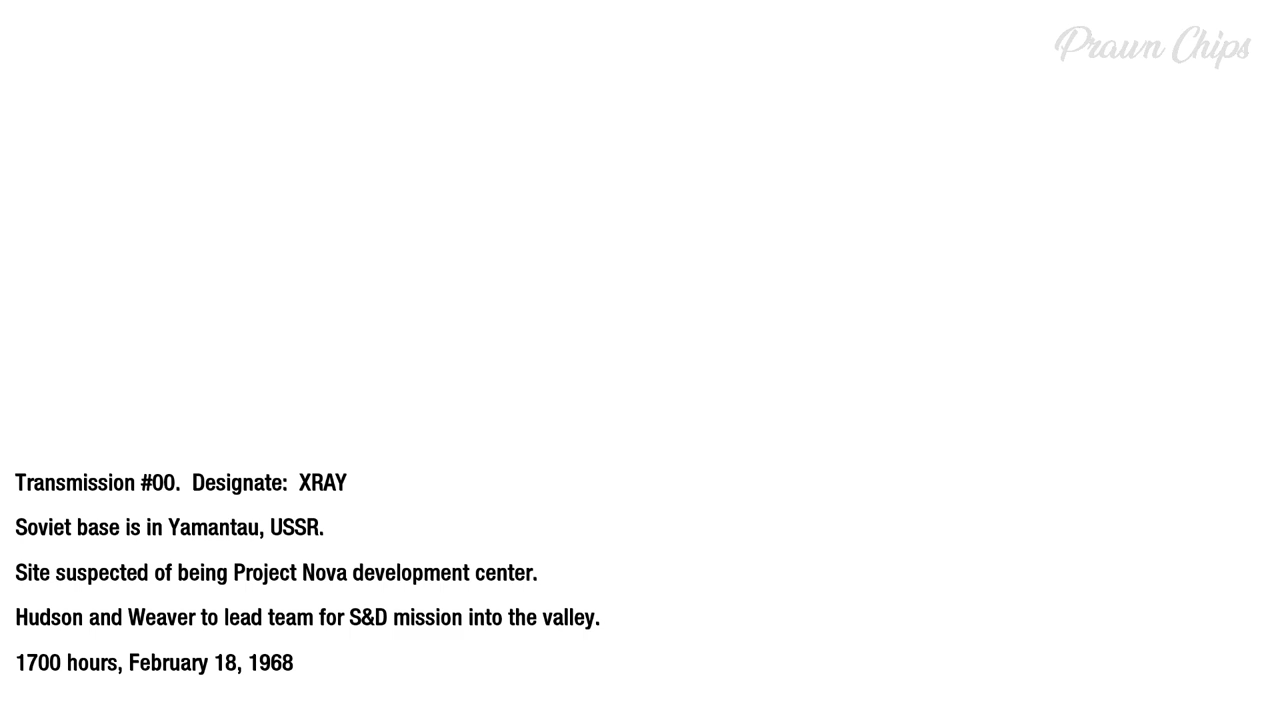 Prawn Chips
Transmission #00.  Designate:  XRAY
Soviet base is in Yamantau, USSR.
Site suspected of being Project Nova development center.
Hudson and Weaver to lead team for S&D mission into the valley.
1700 hours, February 18, 1968